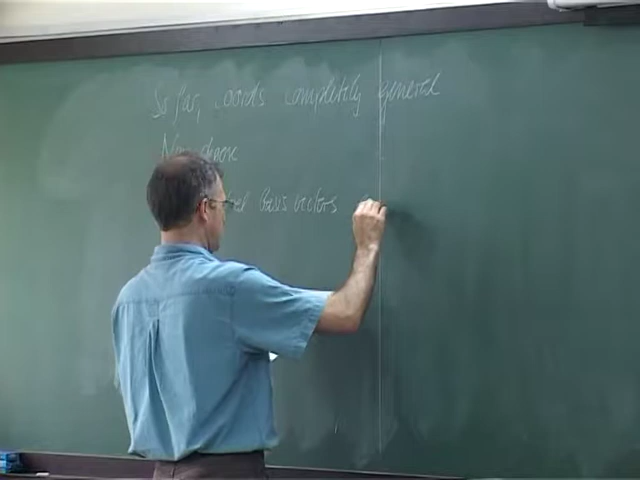 So far, coords completely general
Now choose
basis vectors